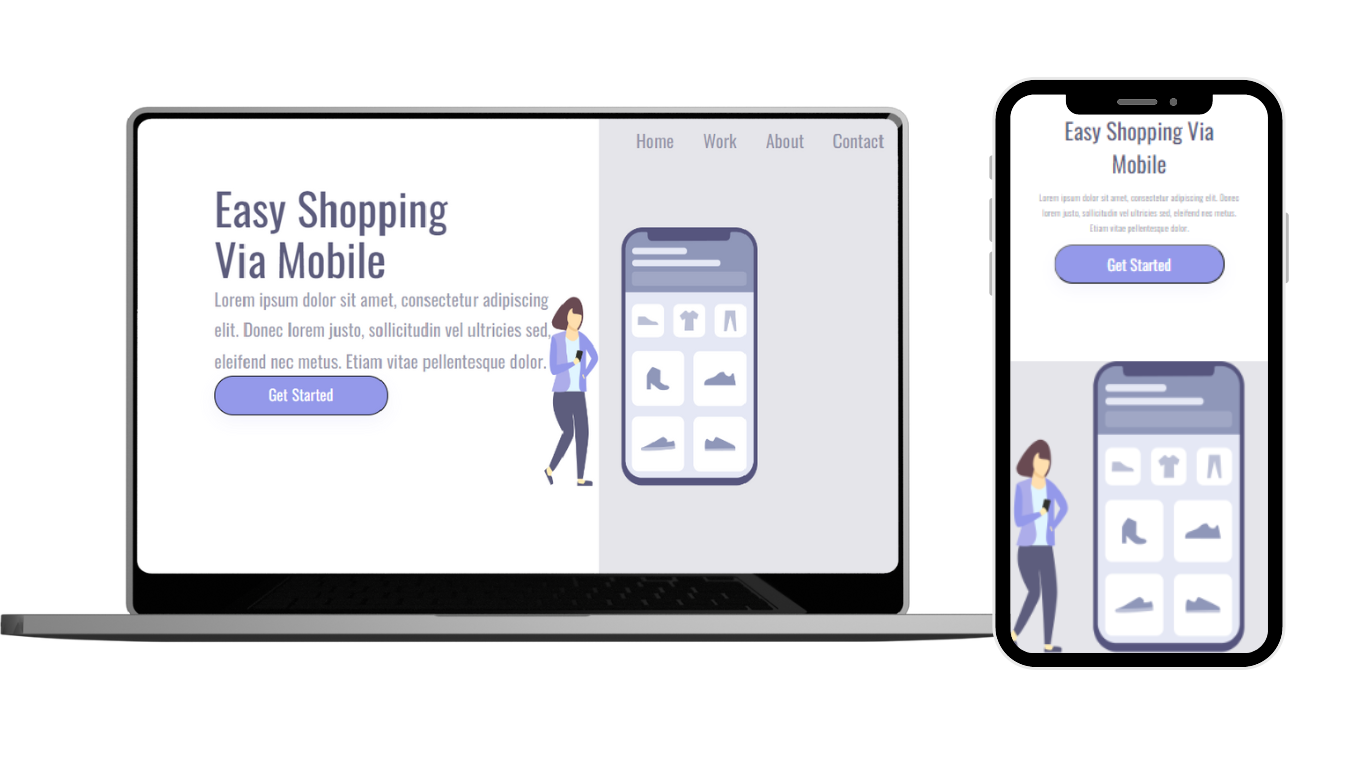 Home Work About Contact
Easy Shopping
Via Mobile
Lorem ipsum dolor sit amet, consectetur adipiscing
elit. Donec lorem justo, sollicitudin vel ultricies sed,
eleifend nec metus. Etiam vitae pellentesque dolor.
Get Started
Easy Shopping Via
Mobile
Lorem ipsum dolor sit amet, consectetur adipiscing elit. Donec
lorem justo, sollicitudin vel ultricies sed, eleifend nec metus.
Etiam vitae pellentesque dolor.
Get Started